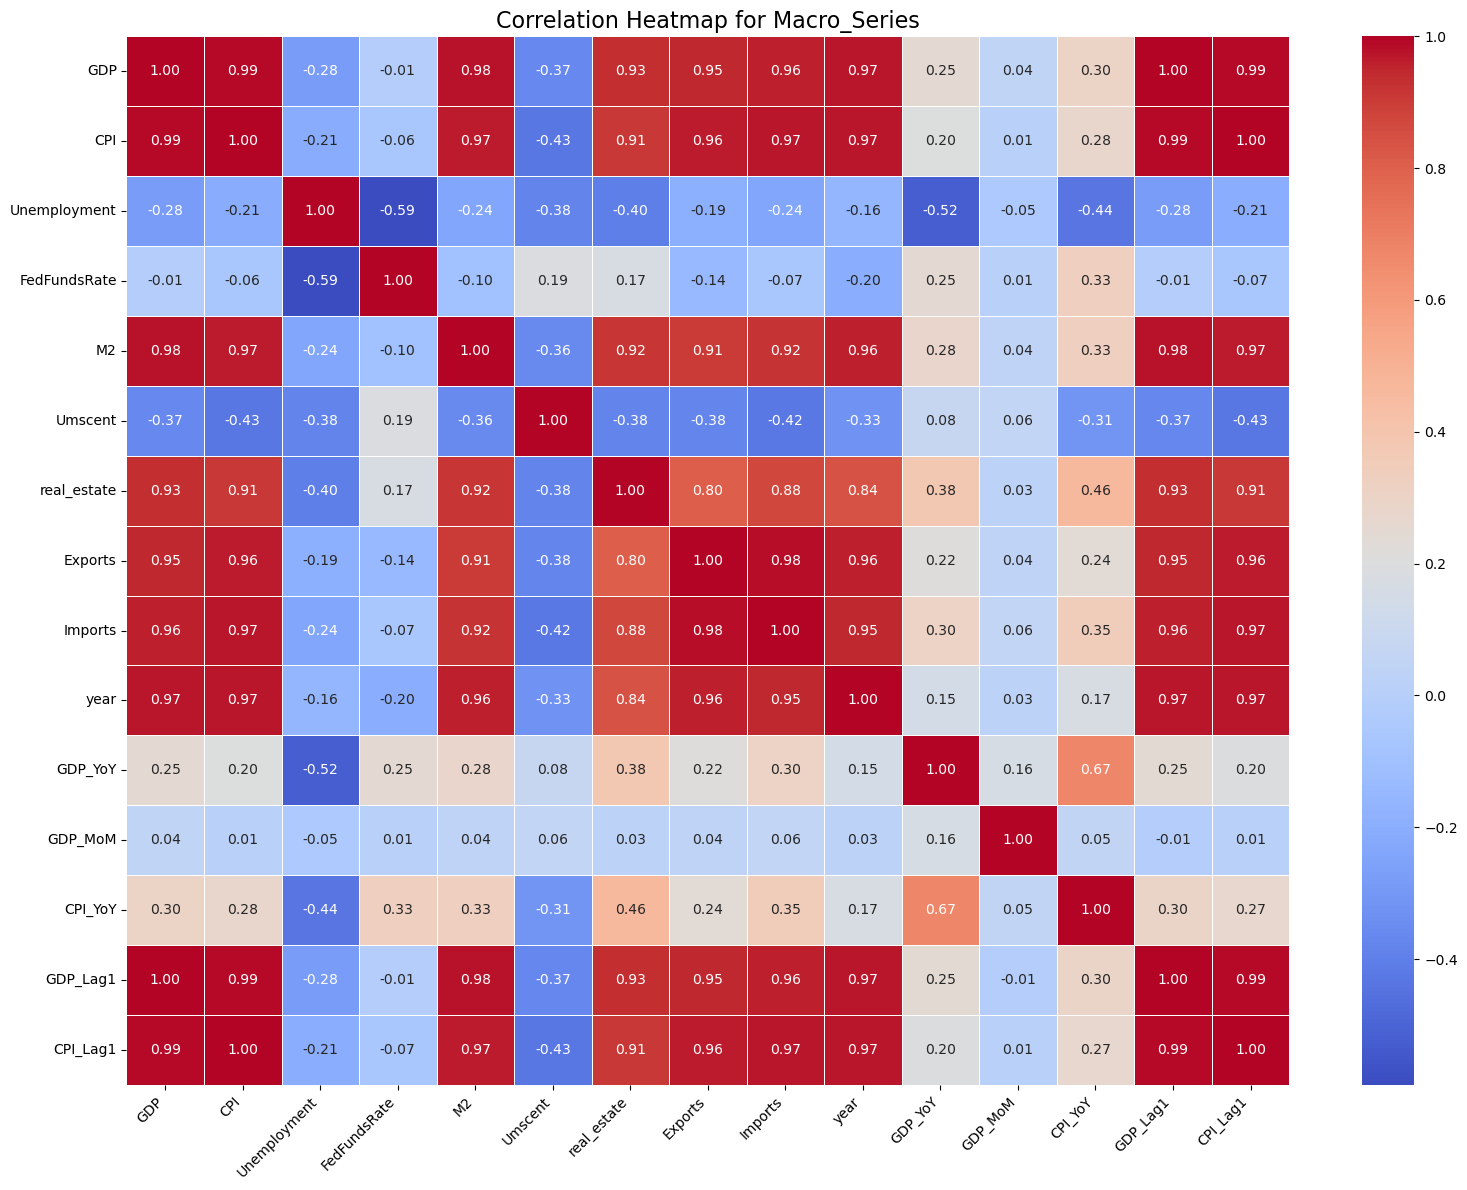 Correlation Heatmap for Macro_Series
GDP 1.00 0.99 -0.28 -0.01 0.98 -0.37 0.93 0.95 0.96 0.97 0.25 0.04 0.30 1.00 0.99
CPI 0.99 1.00 -0.21 -0.06 0.97 -0.43 0.91 0.96 0.97 0.97 0.20 0.01 0.28 0.99 1.00
Unemployment -0.28 -0.21 1.00 -0.59 -0.24 -0.38 -0.40 -0.19 -0.24 -0.16 -0.52 -0.05 -0.44 -0.28 -0.21
FedFundsRate -0.01 -0.06 -0.59 1.00 -0.10 0.19 0.17 -0.14 -0.07 -0.20 0.25 0.01 0.33 -0.01 -0.07
M2 0.98 0.97 -0.24 -0.10 1.00 -0.36 0.92 0.91 0.92 0.96 0.28 0.04 0.33 0.98 0.97
Umscent -0.37 -0.43 -0.38 0.19 -0.36 1.00 -0.38 -0.38 -0.42 -0.33 0.08 0.06 -0.31 -0.37 -0.43
real_estate 0.93 0.91 -0.40 0.17 0.92 -0.38 1.00 0.80 0.88 0.84 0.38 0.03 0.46 0.93 0.91
Exports 0.95 0.96 -0.19 -0.14 0.91 -0.38 0.80 1.00 0.98 0.96 0.22 0.04 0.24 0.95 0.96
Imports 0.96 0.97 -0.24 -0.07 0.92 -0.42 0.88 0.98 1.00 0.95 0.30 0.06 0.35 0.96 0.97
year 0.97 0.97 -0.16 -0.20 0.96 -0.33 0.84 0.96 0.95 1.00 0.15 0.03 0.17 0.97 0.97
GDP_YoY 0.25 0.20 -0.52 0.25 0.28 0.08 0.38 0.22 0.30 0.15 1.00 0.16 0.67 0.25 0.20
GDP_MoM 0.04 0.01 -0.05 0.01 0.04 0.06 0.03 0.04 0.06 0.03 0.16 1.00 0.05 -0.01 0.01
CPI_YoY 0.30 0.28 -0.44 0.33 0.33 -0.31 0.46 0.24 0.35 0.17 0.67 0.05 1.00 0.30 0.27
GDP_Lag1 1.00 0.99 -0.28 -0.01 0.98 -0.37 0.93 0.95 0.96 0.97 0.25 -0.01 0.30 1.00 0.99
CPI_Lag1 0.99 1.00 -0.21 -0.07 0.97 -0.43 0.91 0.96 0.97 0.97 0.20 0.01 0.27 0.99 1.00
GDP CPI Unemployment FedFundsRate M2 Umscent real_estate Exports Imports year GDP_YoY GDP_MoM CPI_YoY GDP_Lag1 CPI_Lag1
1.0
0.8
0.6
0.4
0.2
0.0
−0.2
−0.4